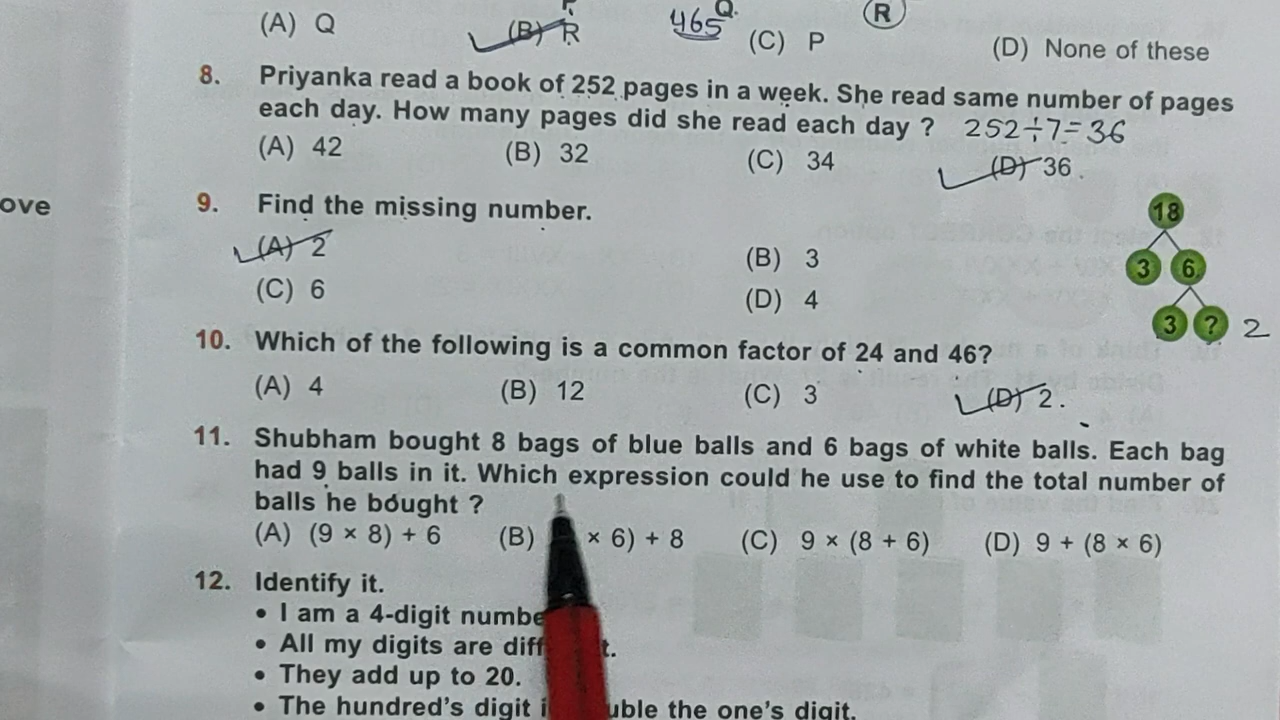 (A) Q
(B) R
465
Q.
R
(C) P
(D) None of these
8. Priyanka read a book of 252 pages in a week. She read same number of pages
each day. How many pages did she read each day ? 252÷7=36
(A) 42 (B) 32 (C) 34 (D) 36
ove
9. Find the missing number.
(A) 2 (B) 3
(C) 6 (D) 4
18
3 6
3 ? 2
10. Which of the following is a common factor of 24 and 46?
(A) 4 (B) 12 (C) 3 (D) 2.
11. Shubham bought 8 bags of blue balls and 6 bags of white balls. Each bag
had 9 balls in it. Which expression could he use to find the total number of
balls he bought ?
(A) (9 × 8) + 6 (B) × 6) + 8 (C) 9 × (8 + 6) (D) 9 + (8 × 6)
12. Identify it.
• I am a 4-digit
• All my digits are
• They add up to 20.
• The hundred's digit the one's digit.